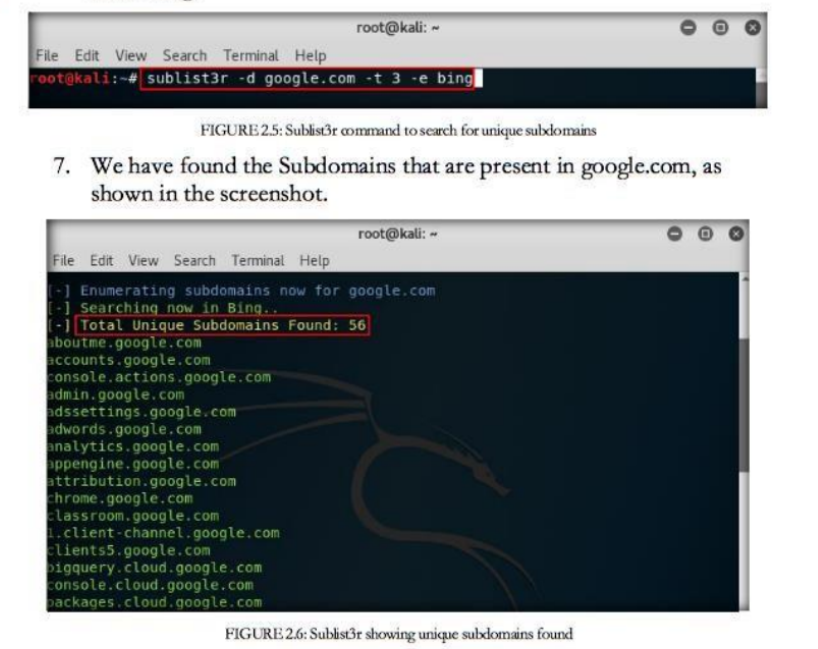 root@kali: ~
File Edit View Search Terminal Help
root@kali:~# sublist3r -d google.com -t 3 -e bing
FIGURE 2.5: Sublist3r command to search for unique subdomains
7. We have found the Subdomains that are present in google.com, as
shown in the screenshot.
root@kali: ~
File Edit View Search Terminal Help
[-] Enumerating subdomains now for google.com
[-] Searching now in Bing..
[-] Total Unique Subdomains Found: 56
aboutme.google.com
accounts.google.com
console.actions.google.com
admin.google.com
adssettings.google.com
adwords.google.com
analytics.google.com
appengine.google.com
attribution.google.com
chrome.google.com
classroom.google.com
1.client-channel.google.com
clients5.google.com
bigquery.cloud.google.com
console.cloud.google.com
packages.cloud.google.com
FIGURE 2.6: Sublist3r showing unique subdomains found